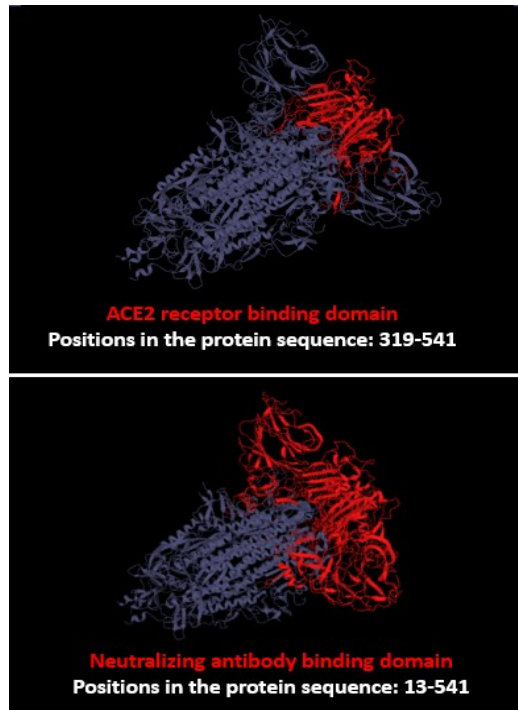 ACE2 receptor binding domain
Positions in the protein sequence: 319-541
Neutralizing antibody binding domain
Positions in the protein sequence: 13-541